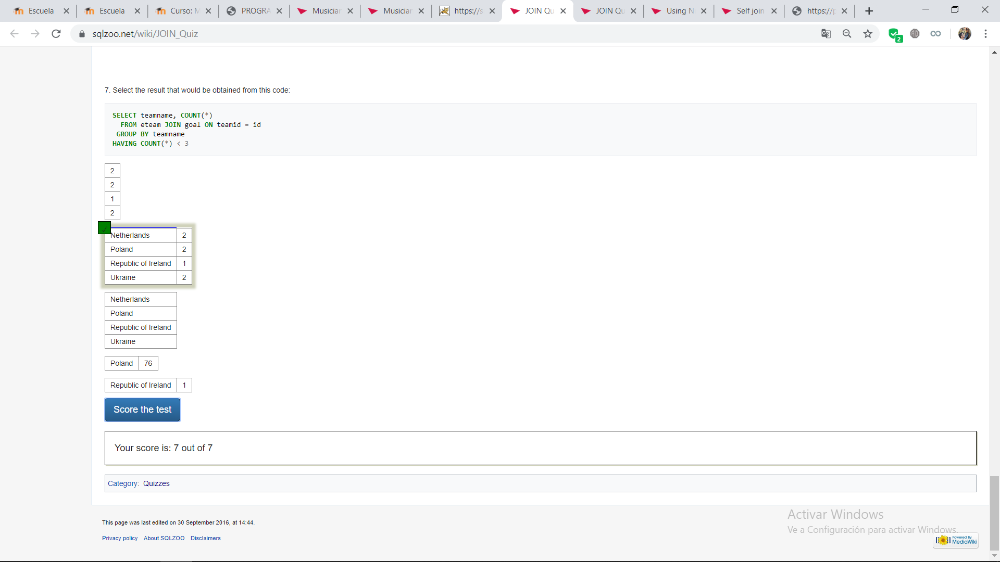 Escuela
Escuela
Curso: M
PROGRA
Musician
Musician
https://s
JOIN Qu
JOIN Qu
Using N
Self join
https://p
sqlzoo.net/wiki/JOIN_Quiz
2
7. Select the result that would be obtained from this code:
SELECT teamname, COUNT(*)
FROM eteam JOIN goal ON teamid = id
GROUP BY teamname
HAVING COUNT(*) < 3
2
2
1
2
Netherlands 2
Poland 2
Republic of Ireland 1
Ukraine 2
Netherlands
Poland
Republic of Ireland
Ukraine
Poland 76
Republic of Ireland 1
Score the test
Your score is: 7 out of 7
Category: Quizzes
Activar Windows
Ve a Configuración para activar Windows.
This page was last edited on 30 September 2016, at 14:44.
Privacy policy About SQLZOO Disclaimers
Powered By
MediaWiki